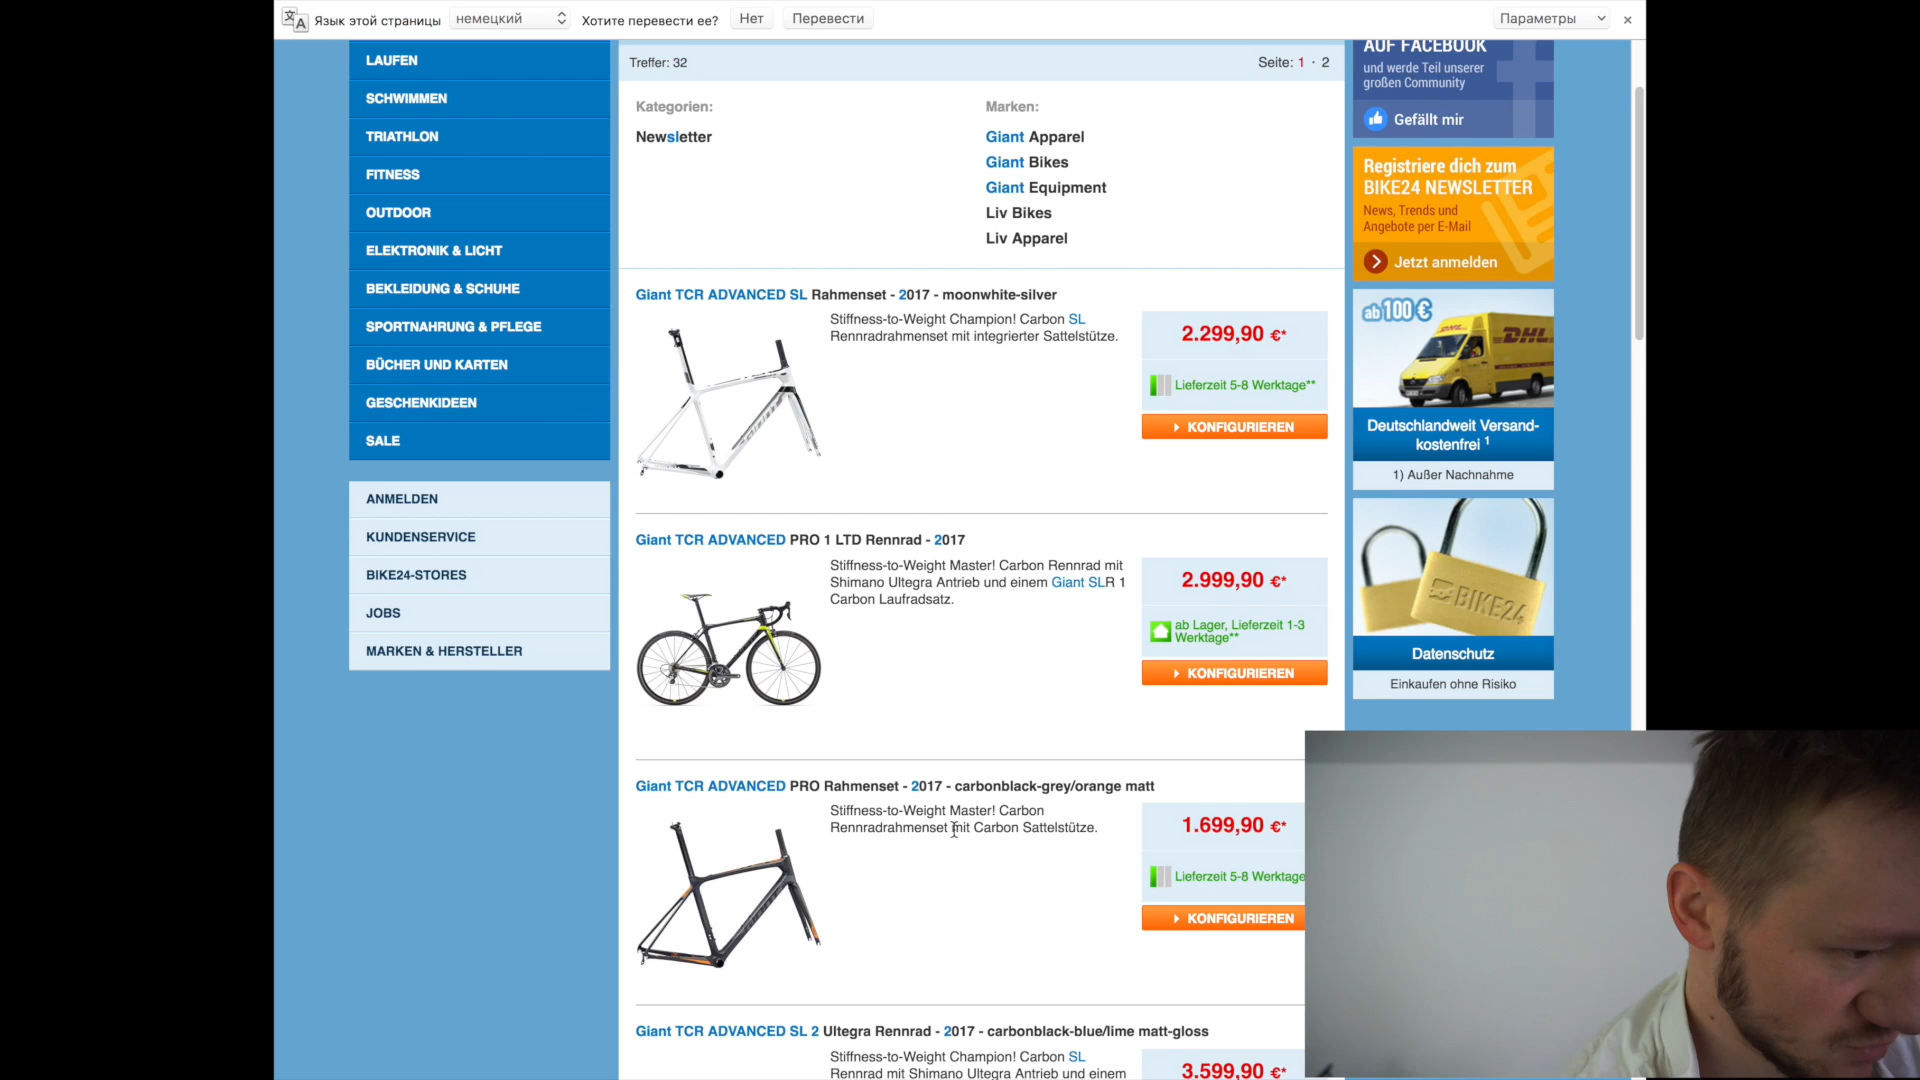 Язык этой страницы немецкий Хотите перевести ее? Нет Перевести Параметры ×
LAUFEN
SCHWIMMEN
TRIATHLON
FITNESS
OUTDOOR
ELEKTRONIK & LICHT
BEKLEIDUNG & SCHUHE
SPORTNAHRUNG & PFLEGE
BÜCHER UND KARTEN
GESCHENKIDEEN
SALE
ANMELDEN
KUNDENSERVICE
BIKE24-STORES
JOBS
MARKEN & HERSTELLER
Treffer: 32 Seite: 1 · 2
Kategorien:
Newsletter
Marken:
Giant Apparel
Giant Bikes
Giant Equipment
Liv Bikes
Liv Apparel
Giant TCR ADVANCED SL Rahmenset - 2017 - moonwhite-silver
Stiffness-to-Weight Champion! Carbon SL
Rennradrahmenset mit integrierter Sattelstütze.
2.299,90 €*
Lieferzeit 5-8 Werktage**
KONFIGURIEREN
Giant TCR ADVANCED PRO 1 LTD Rennrad - 2017
Stiffness-to-Weight Master! Carbon Rennrad mit
Shimano Ultegra Antrieb und einem Giant SLR 1
Carbon Laufradsatz.
2.999,90 €*
ab Lager, Lieferzeit 1-3
Werktage**
KONFIGURIEREN
Giant TCR ADVANCED PRO Rahmenset - 2017 - carbonblack-grey/orange matt
Stiffness-to-Weight Master! Carbon
Rennradrahmenset mit Carbon Sattelstütze.
1.699,90 €*
Lieferzeit 5-8 Werktage
KONFIGURIEREN
Giant TCR ADVANCED SL 2 Ultegra Rennrad - 2017 - carbonblack-blue/lime matt-gloss
Stiffness-to-Weight Champion! Carbon SL
Rennrad mit Shimano Ultegra Antrieb und einem
3.599,90 €*
AUF FACEBOOK
und werde Teil unserer
großen Community
Gefällt mir
Registriere dich zum
BIKE24 NEWSLETTER
News, Trends und
Angebote per E-Mail
Jetzt anmelden
ab 100 €
DHL
Deutschlandweit Versand-
kostenfrei 1
1) Außer Nachnahme
BIKE24
Datenschutz
Einkaufen ohne Risiko